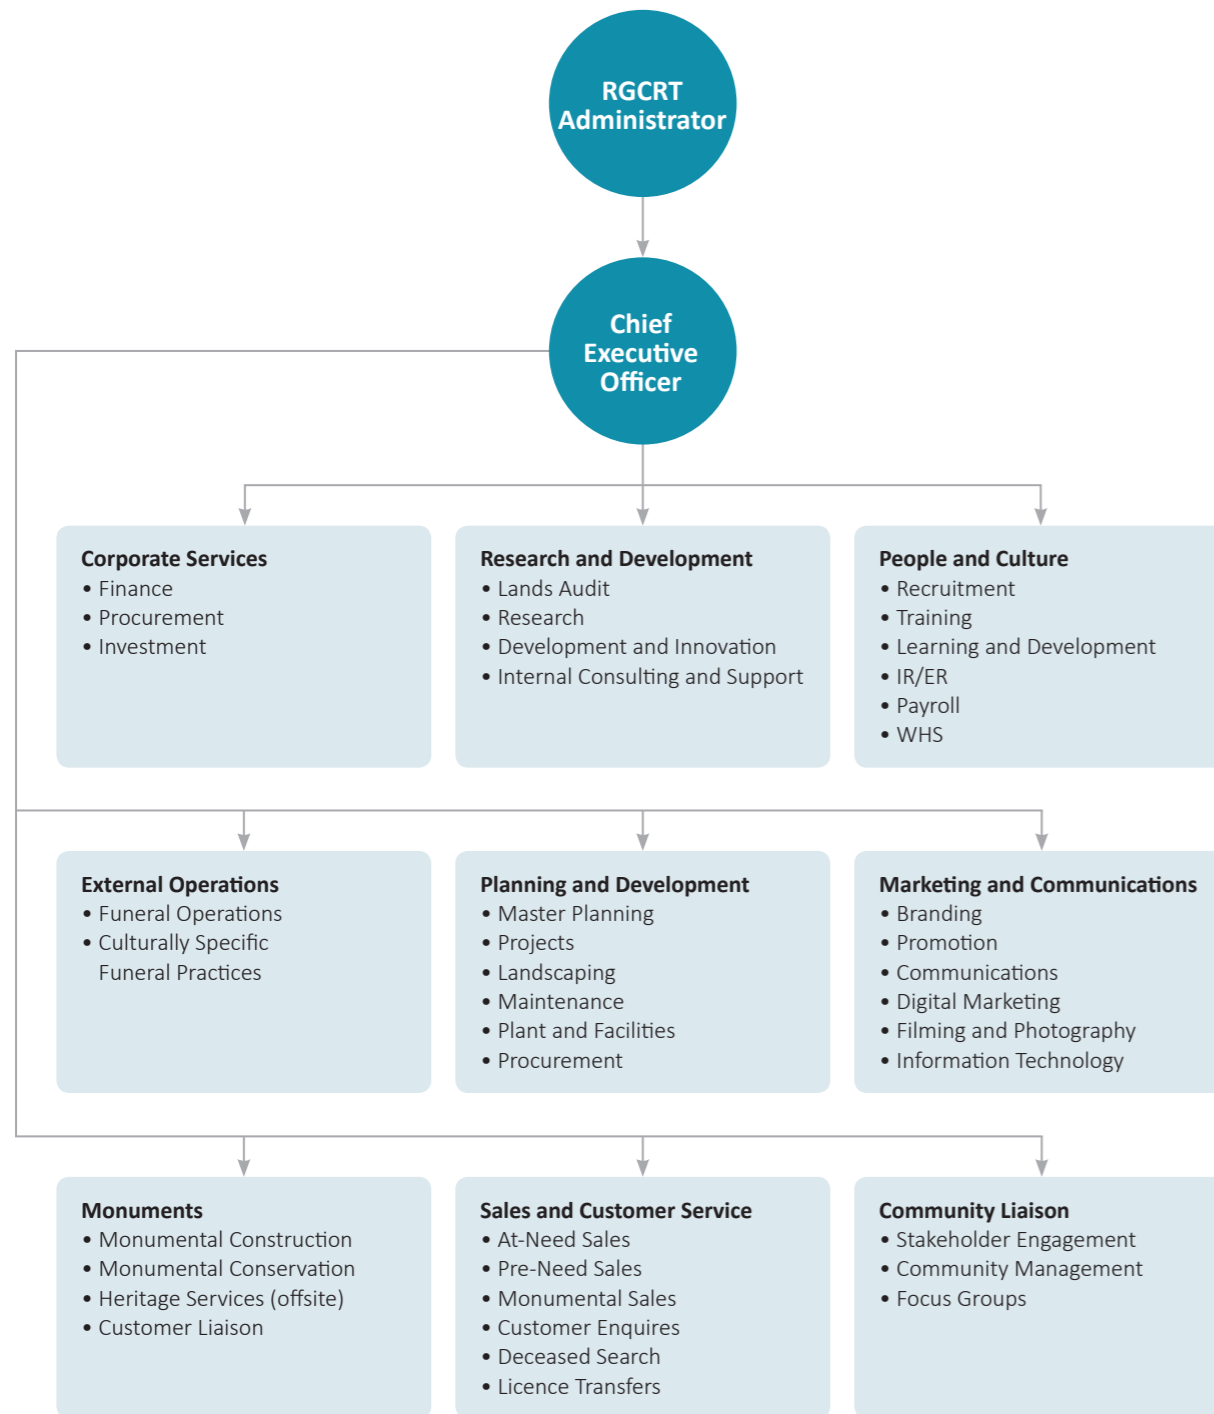 RGCRT
Administrator
Chief
Executive
Officer
Corporate Services
• Finance
• Procurement
• Investment
Research and Development
• Lands Audit
• Research
• Development and Innovation
• Internal Consulting and Support
People and Culture
• Recruitment
• Training
• Learning and Development
• IR/ER
• Payroll
• WHS
External Operations
• Funeral Operations
• Culturally Specific
Funeral Practices
Planning and Development
• Master Planning
• Projects
• Landscaping
• Maintenance
• Plant and Facilities
• Procurement
Marketing and Communications
• Branding
• Promotion
• Communications
• Digital Marketing
• Filming and Photography
• Information Technology
Monuments
• Monumental Construction
• Monumental Conservation
• Heritage Services (offsite)
• Customer Liaison
Sales and Customer Service
• At-Need Sales
• Pre-Need Sales
• Monumental Sales
• Customer Enquires
• Deceased Search
• Licence Transfers
Community Liaison
• Stakeholder Engagement
• Community Management
• Focus Groups